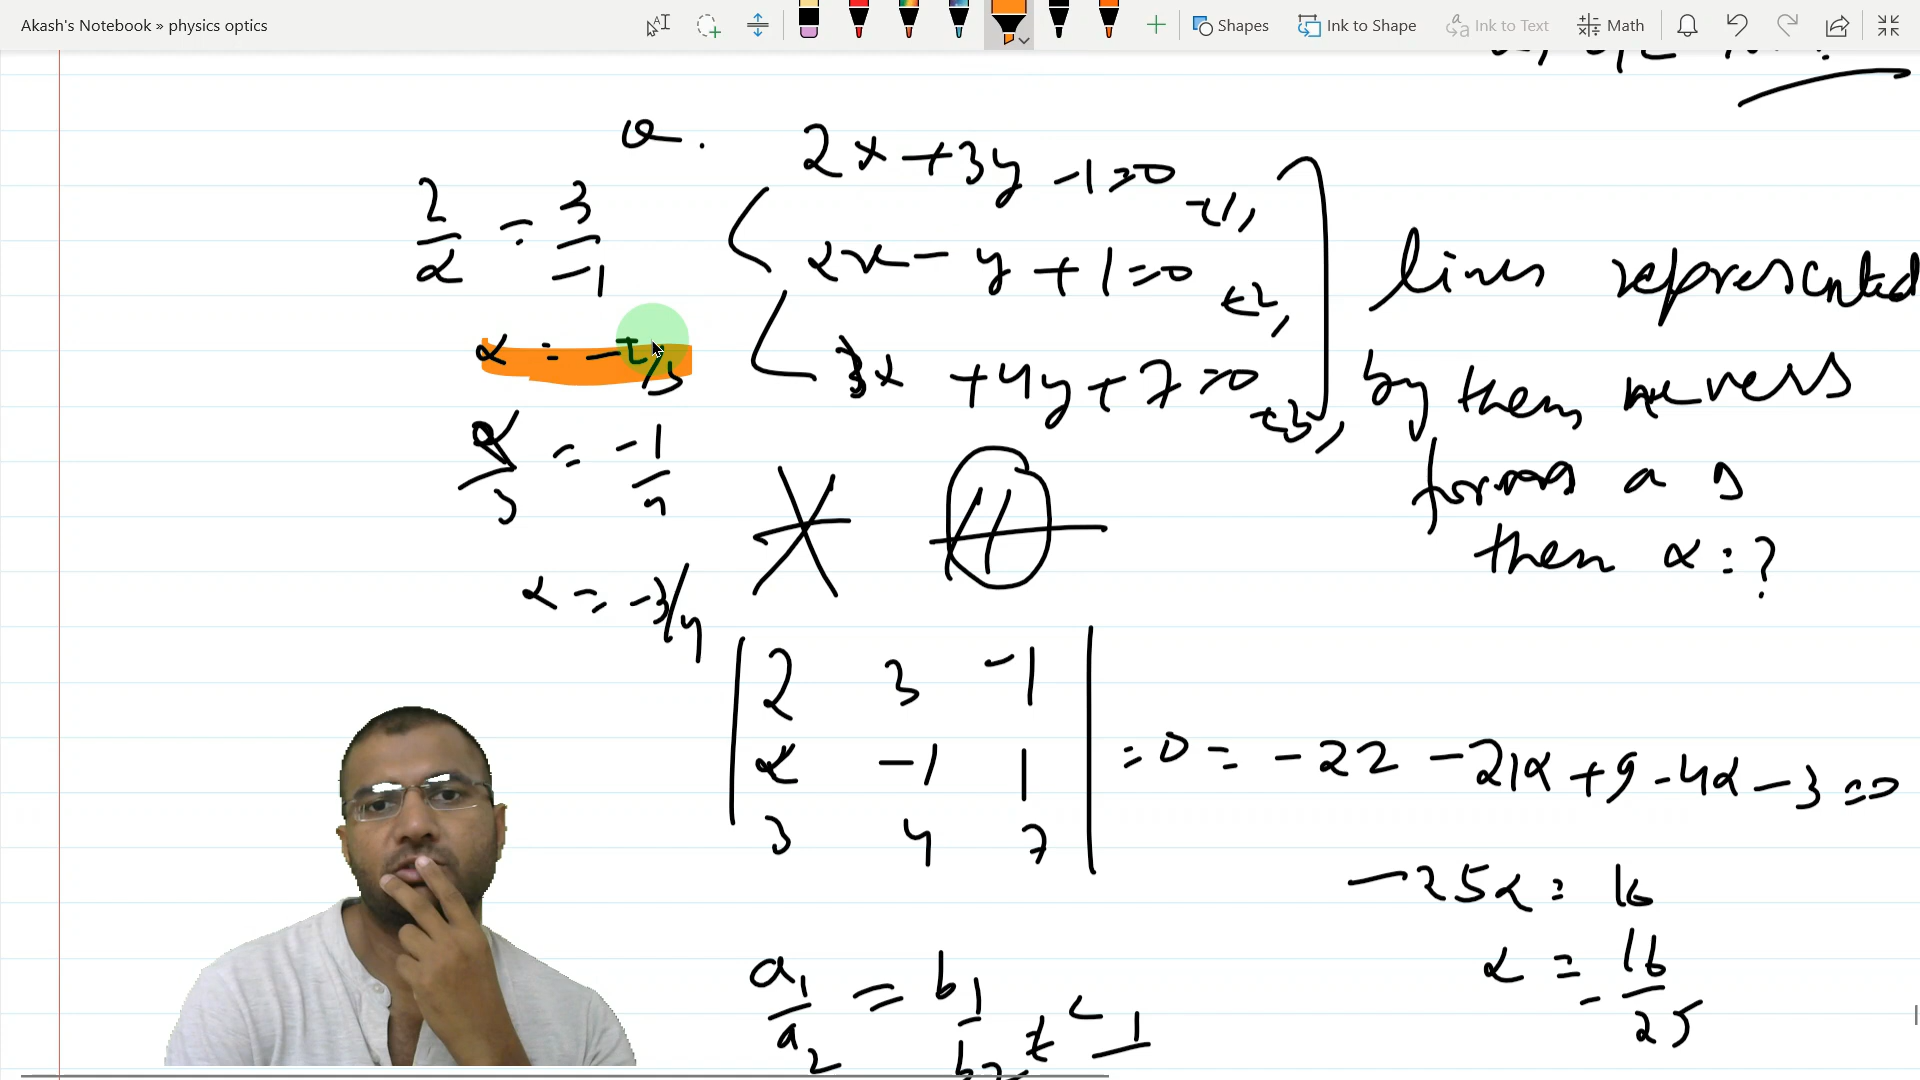 Akash's Notebook » physics optics
Shapes
Ink to Shape
Ink to Text
Math
Q.
2x + 3y - 1 = 0
αx - y + 1 = 0
3x + 4y + 7 = 0
lines represented
by them never
forms a Δ
then α = ?
2/α = 3/-1
α = -2/3
α/3 = -1/4
α = -3/4
2 3 -1
α -1 1
3 4 7
= 0 = -22 - 21α + 9 - 4α - 3 = 0
-25α = 16
α = -16/25
a₁/a₂ = b₁/b₂ ≠